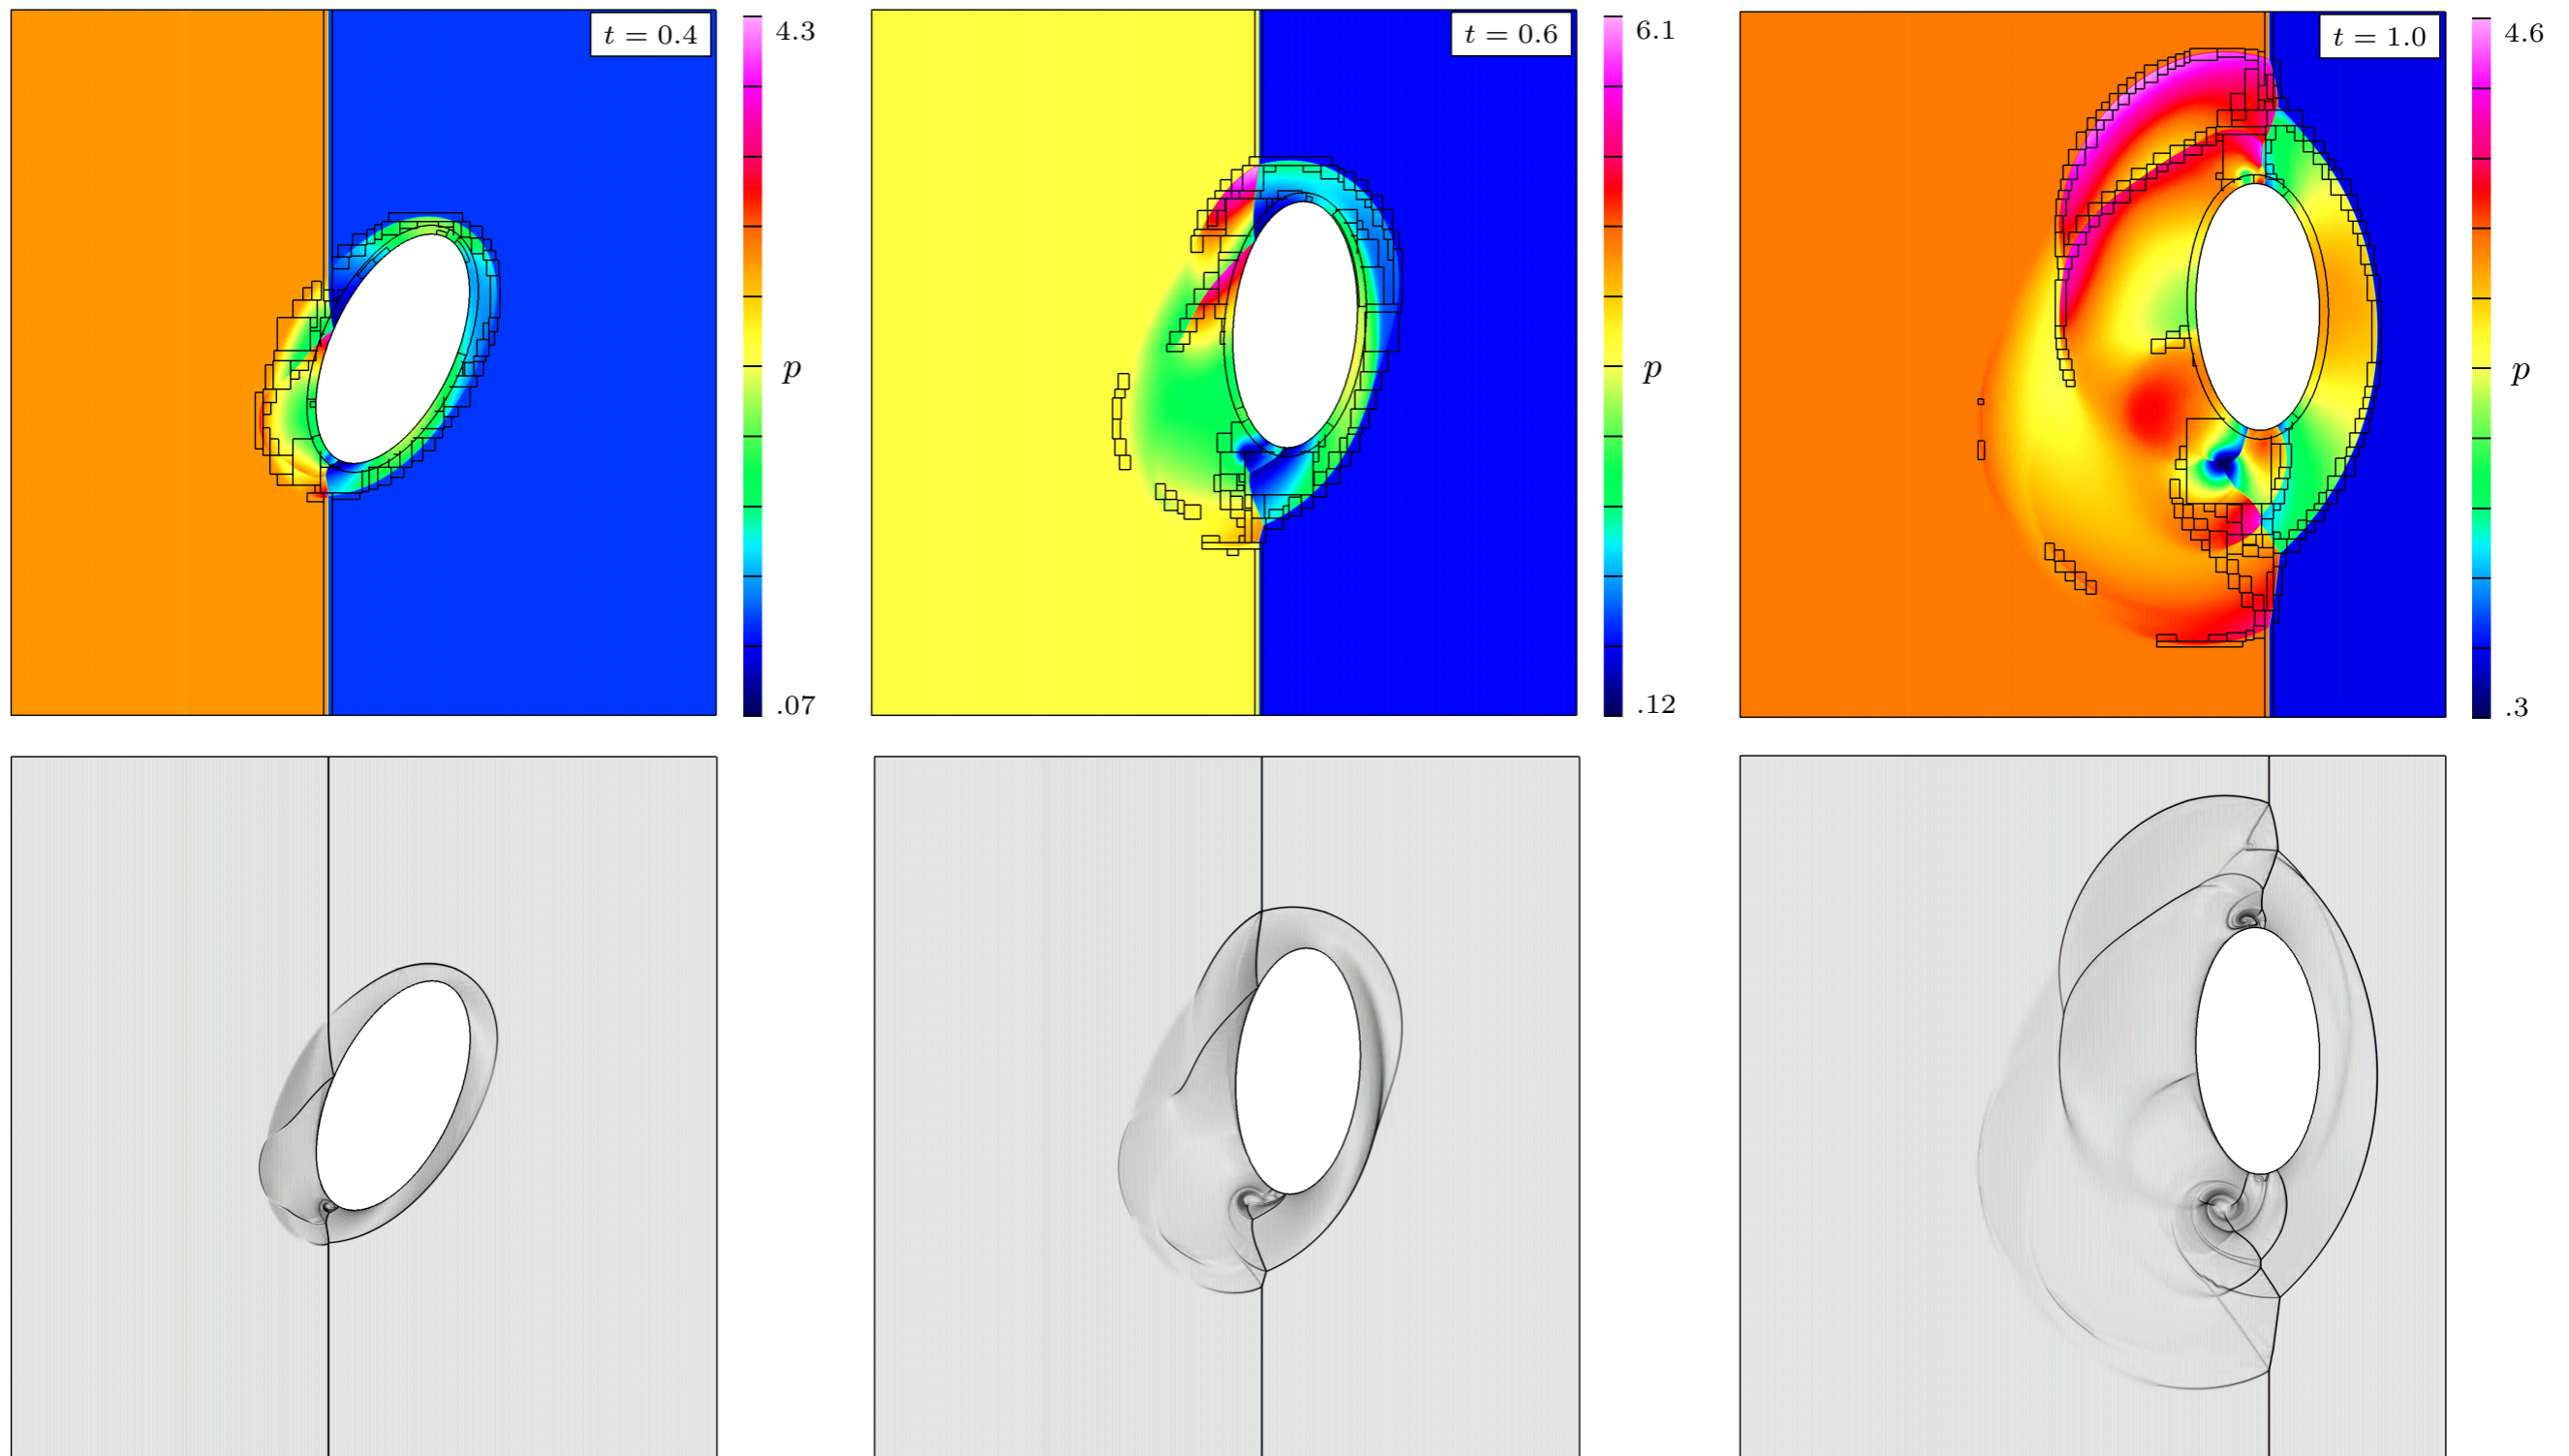 t = 0.4
4.3
p
.07
t = 0.6
6.1
p
.12
t = 1.0
4.6
p
.3